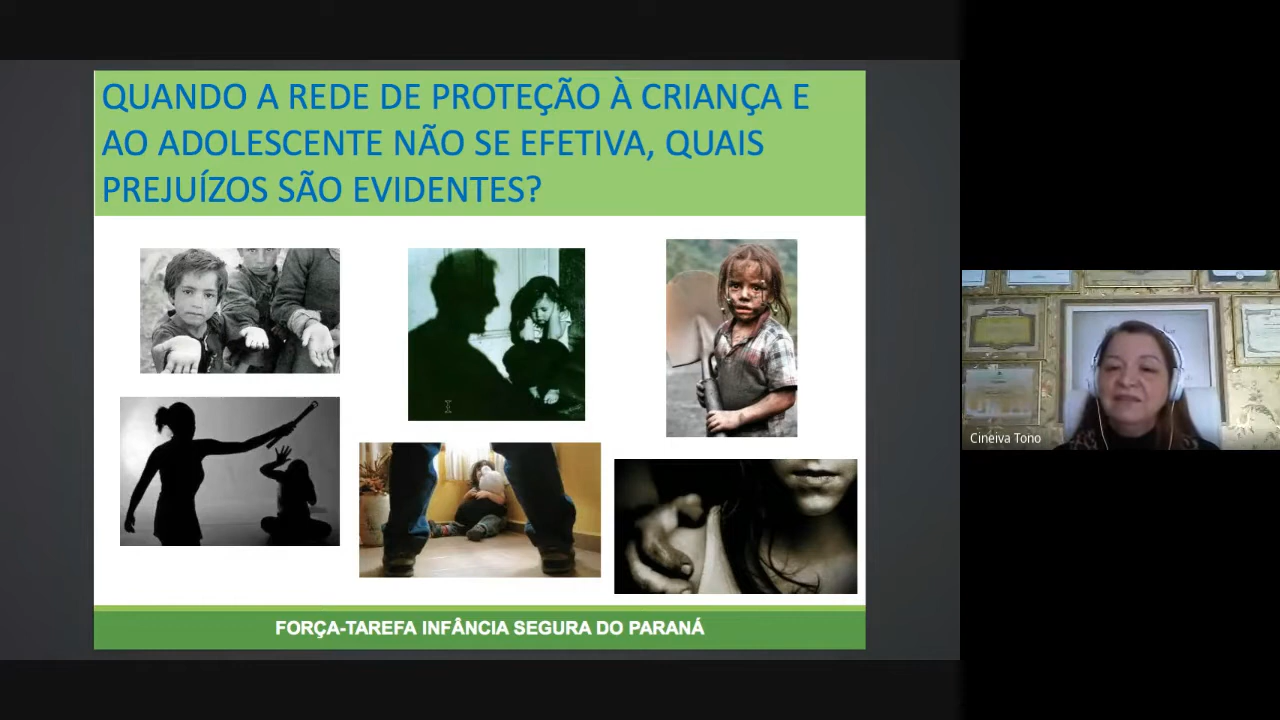 QUANDO A REDE DE PROTEÇÃO À CRIANÇA E
AO ADOLESCENTE NÃO SE EFETIVA, QUAIS
PREJUÍZOS SÃO EVIDENTES?
Cineiva Tono
FORÇA-TAREFA INFÂNCIA SEGURA DO PARANÁ